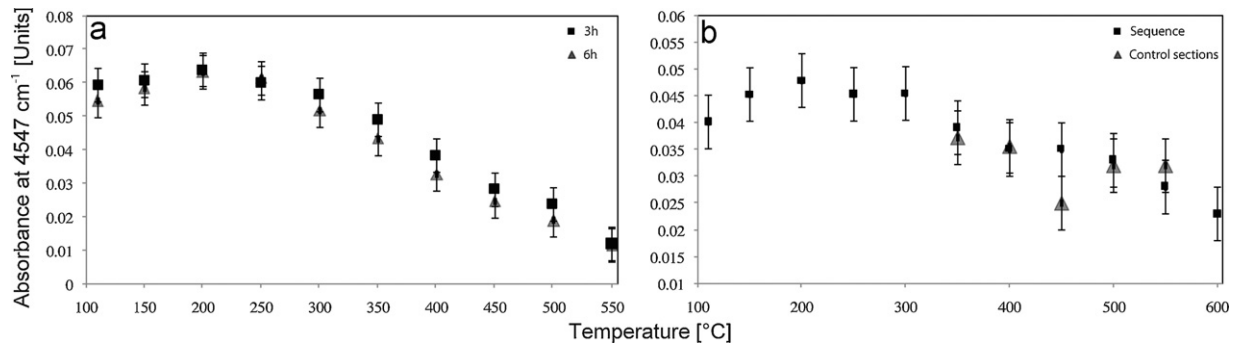 a
3h
6h
Absorbance at 4547 cm⁻¹ [Units]
0.08
0.07
0.06
0.05
0.04
0.03
0.02
0.01
0
100 150 200 250 300 350 400 450 500 550
b
Sequence
Control sections
0.06
0.055
0.05
0.045
0.04
0.035
0.03
0.025
0.02
0.015
0.01
100 200 300 400 500 600
Temperature [°C]